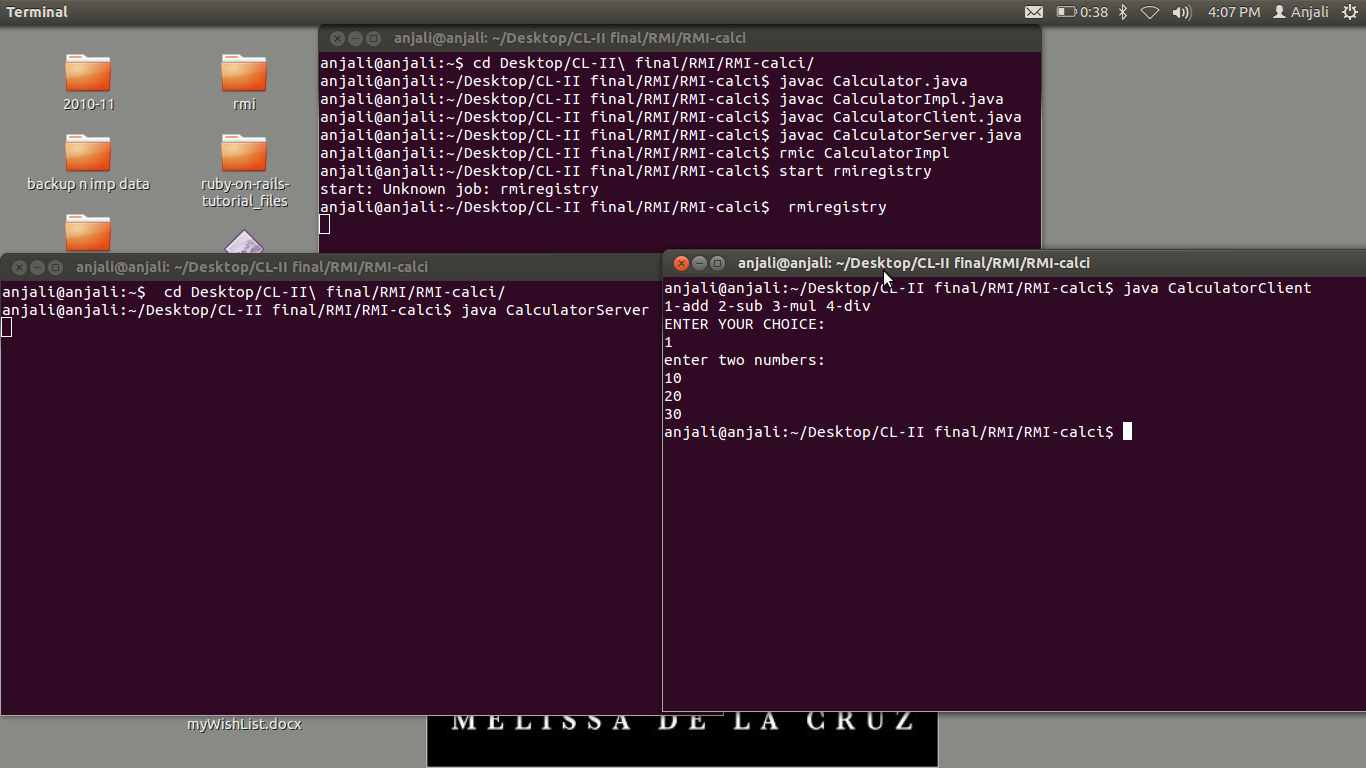 Terminal
0:38
4:07 PM
Anjali
2010-11
rmi
backup n imp data
ruby-on-rails-
tutorial_files
anjali@anjali: ~/Desktop/CL-II final/RMI/RMI-calci
anjali@anjali:~$ cd Desktop/CL-II\ final/RMI/RMI-calci/
anjali@anjali:~/Desktop/CL-II final/RMI/RMI-calci$ javac Calculator.java
anjali@anjali:~/Desktop/CL-II final/RMI/RMI-calci$ javac CalculatorImpl.java
anjali@anjali:~/Desktop/CL-II final/RMI/RMI-calci$ javac CalculatorClient.java
anjali@anjali:~/Desktop/CL-II final/RMI/RMI-calci$ javac CalculatorServer.java
anjali@anjali:~/Desktop/CL-II final/RMI/RMI-calci$ rmic CalculatorImpl
anjali@anjali:~/Desktop/CL-II final/RMI/RMI-calci$ start rmiregistry
start: Unknown job: rmiregistry
anjali@anjali:~/Desktop/CL-II final/RMI/RMI-calci$  rmiregistry
anjali@anjali: ~/Desktop/CL-II final/RMI/RMI-calci
anjali@anjali:~$  cd Desktop/CL-II\ final/RMI/RMI-calci/
anjali@anjali:~/Desktop/CL-II final/RMI/RMI-calci$ java CalculatorServer
anjali@anjali: ~/Desktop/CL-II final/RMI/RMI-calci
anjali@anjali:~/Desktop/CL-II final/RMI/RMI-calci$ java CalculatorClient
1-add 2-sub 3-mul 4-div
ENTER YOUR CHOICE:
1
enter two numbers:
10
20
30
anjali@anjali:~/Desktop/CL-II final/RMI/RMI-calci$
myWishList.docx
MELISSA DE LA CRUZ